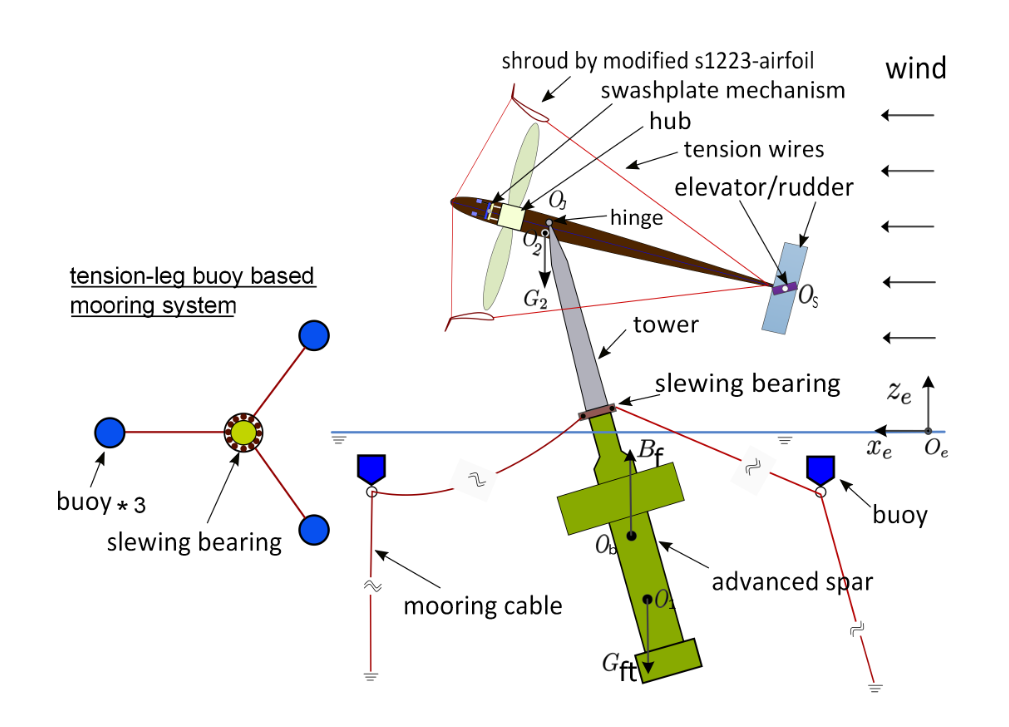 shroud by modified s1223-airfoil
swashplate mechanism
hub
tension wires
elevator/rudder
wind
O_J
hinge
O_2
G_2
O_S
tension-leg buoy based
mooring system
tower
slewing bearing
z_e
x_e
O_e
B_f
buoy * 3
slewing bearing
buoy
O_b
advanced spar
mooring cable
O_1
G_ft